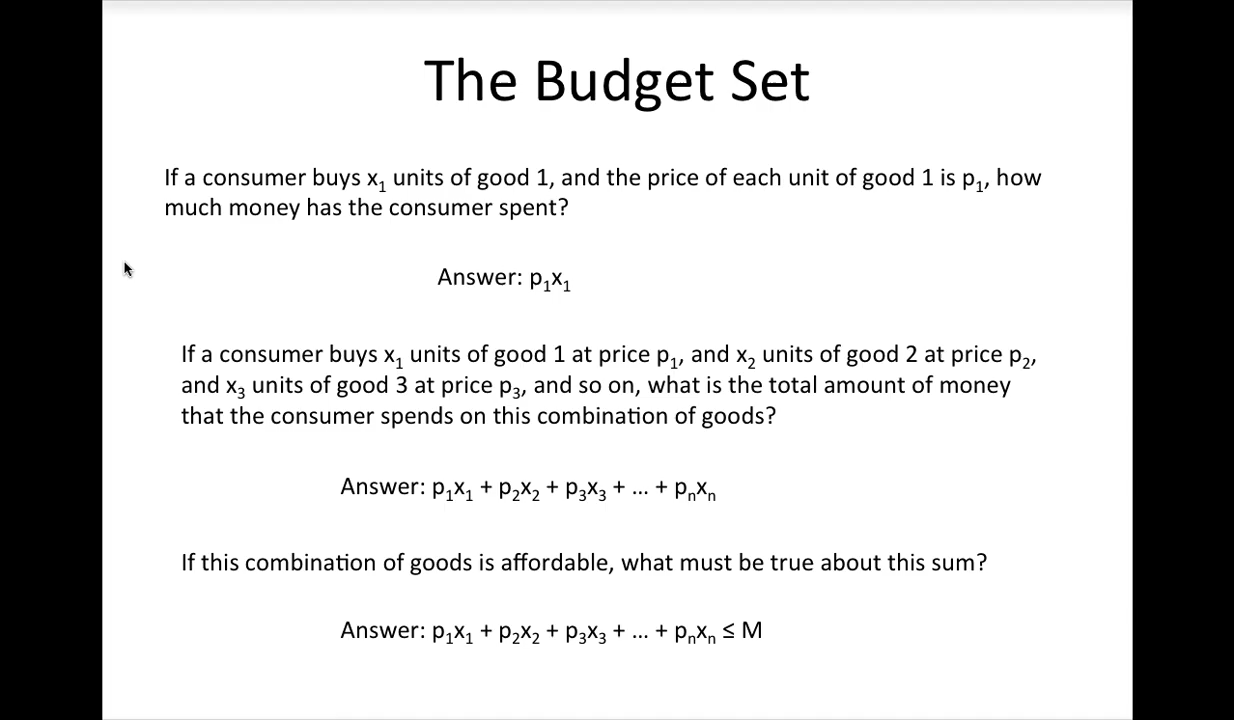 The Budget Set
If a consumer buys x₁ units of good 1, and the price of each unit of good 1 is p₁, how
much money has the consumer spent?
Answer: p₁x₁
If a consumer buys x₁ units of good 1 at price p₁, and x₂ units of good 2 at price p₂,
and x₃ units of good 3 at price p₃, and so on, what is the total amount of money
that the consumer spends on this combination of goods?
Answer: p₁x₁ + p₂x₂ + p₃x₃ + ... + pₙxₙ
If this combination of goods is affordable, what must be true about this sum?
Answer: p₁x₁ + p₂x₂ + p₃x₃ + ... + pₙxₙ ≤ M